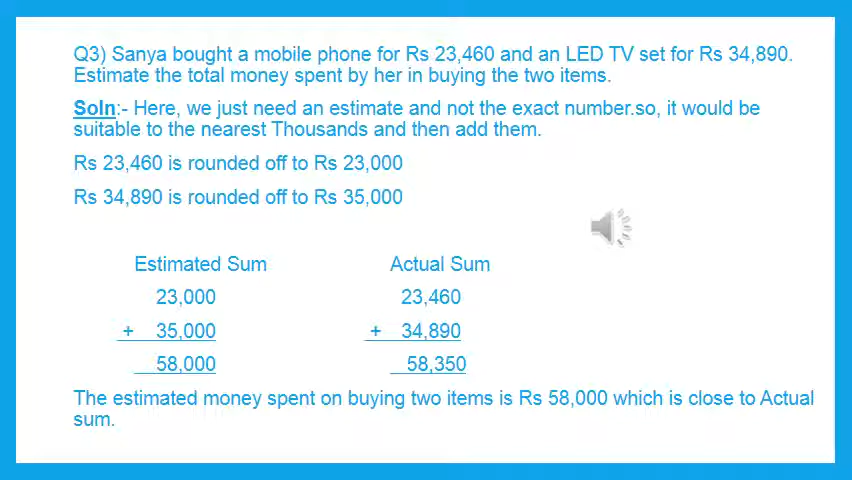 Q3) Sanya bought a mobile phone for Rs 23,460 and an LED TV set for Rs 34,890.
Estimate the total money spent by her in buying the two items.
Soln:- Here, we just need an estimate and not the exact number.so, it would be
suitable to the nearest Thousands and then add them.
Rs 23,460 is rounded off to Rs 23,000
Rs 34,890 is rounded off to Rs 35,000
Estimated Sum Actual Sum
23,000 23,460
+ 35,000 + 34,890
58,000 58,350
The estimated money spent on buying two items is Rs 58,000 which is close to Actual
sum.